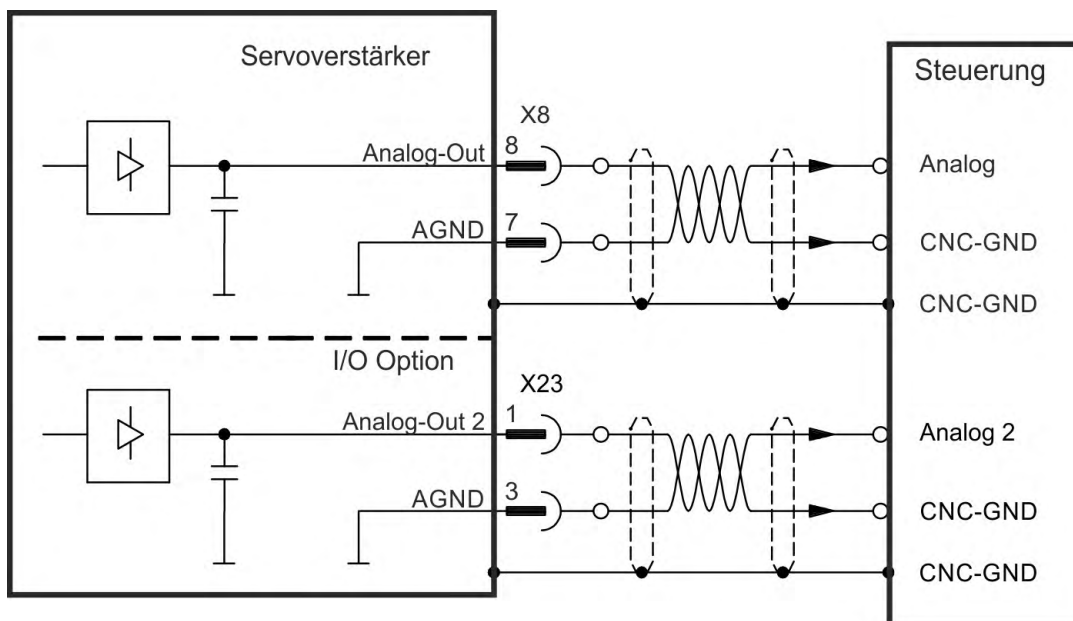 Servoverstärker
Steuerung
X8
Analog-Out 8 Analog
AGND 7 CNC-GND
CNC-GND
I/O Option
X23
Analog-Out 2 1 Analog 2
AGND 3 CNC-GND
CNC-GND